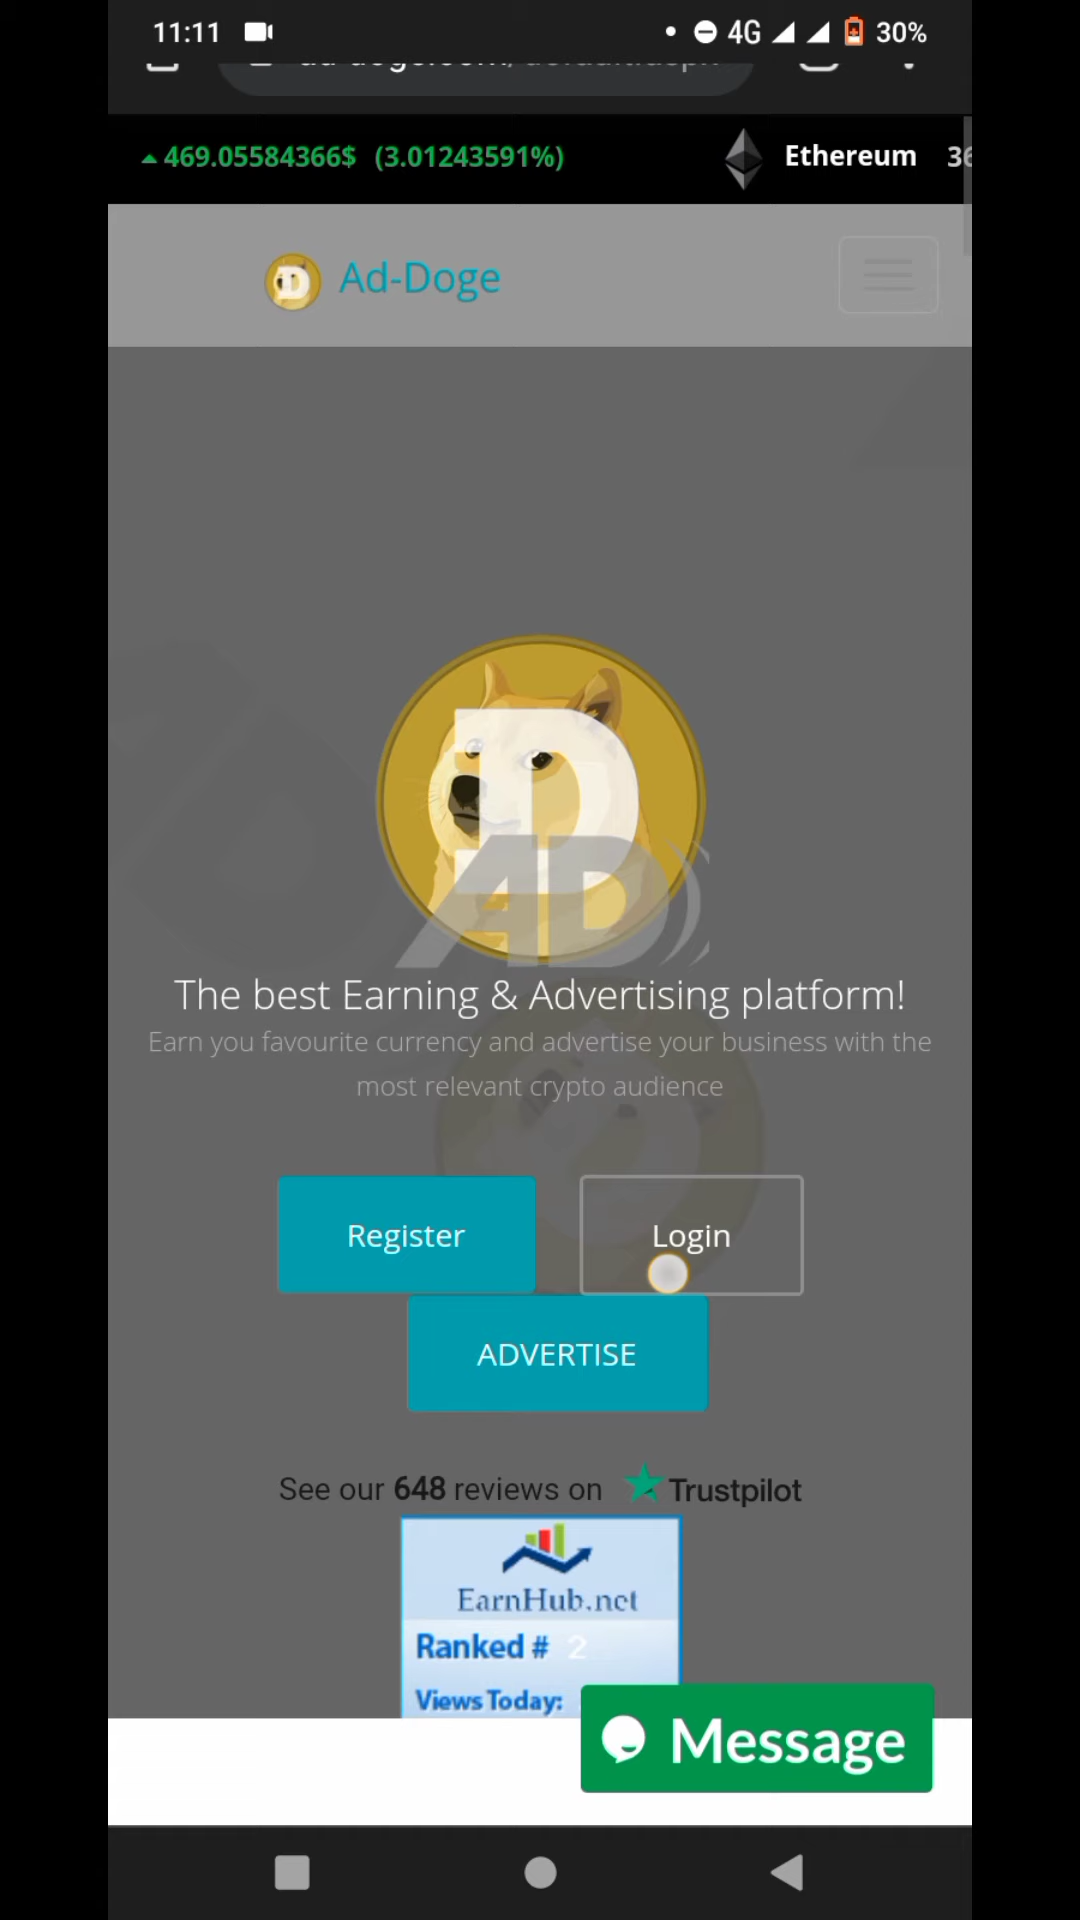 11:11
4G
30%
469.05584366$ (3.01243591%)
Ethereum 36
Ad-Doge
D
AD
The best Earning & Advertising platform!
Earn you favourite currency and advertise your business with the
most relevant crypto audience
Register
Login
ADVERTISE
See our 648 reviews on Trustpilot
EarnHub.net
Ranked # 2
Views Today:
Message